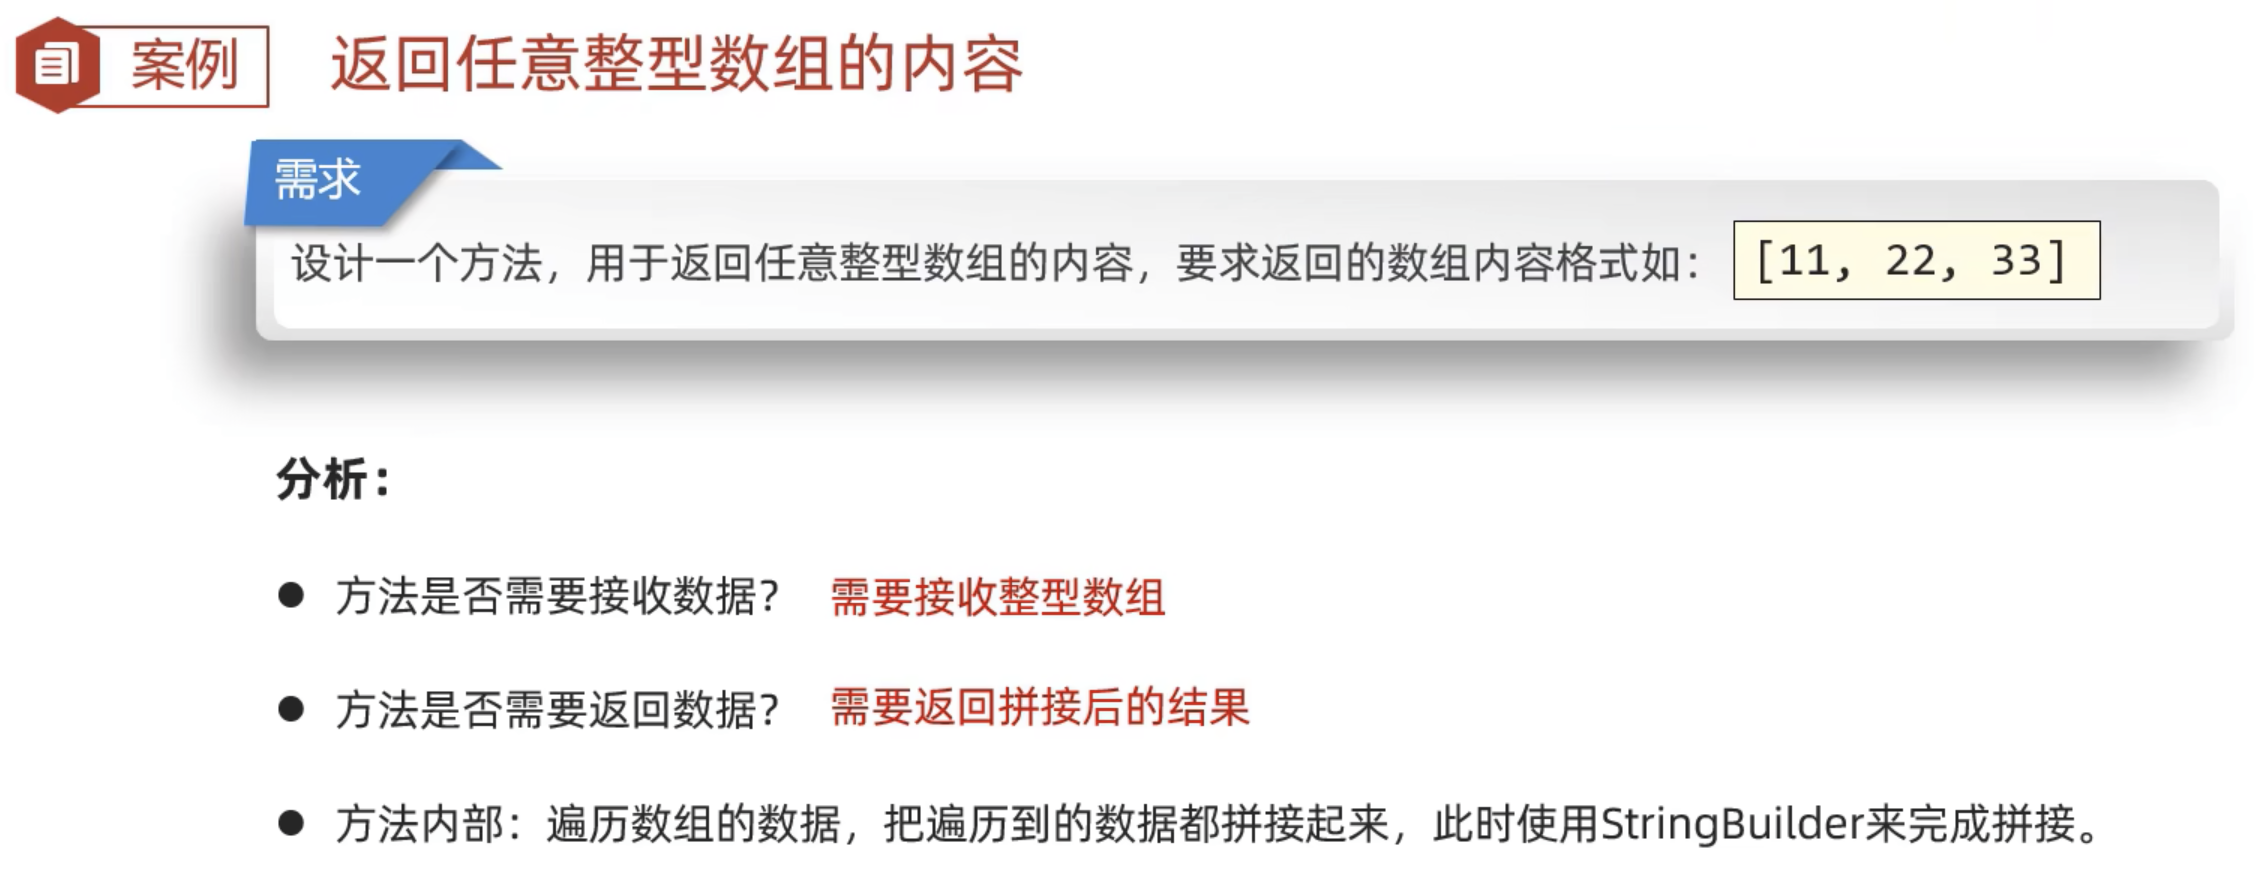 案例 返回任意整型数组的内容
需求
设计一个方法，用于返回任意整型数组的内容，要求返回的数组内容格式如： [11, 22, 33]
分析：
● 方法是否需要接收数据？ 需要接收整型数组
● 方法是否需要返回数据？ 需要返回拼接后的结果
● 方法内部：遍历数组的数据，把遍历到的数据都拼接起来，此时使用StringBuilder来完成拼接。